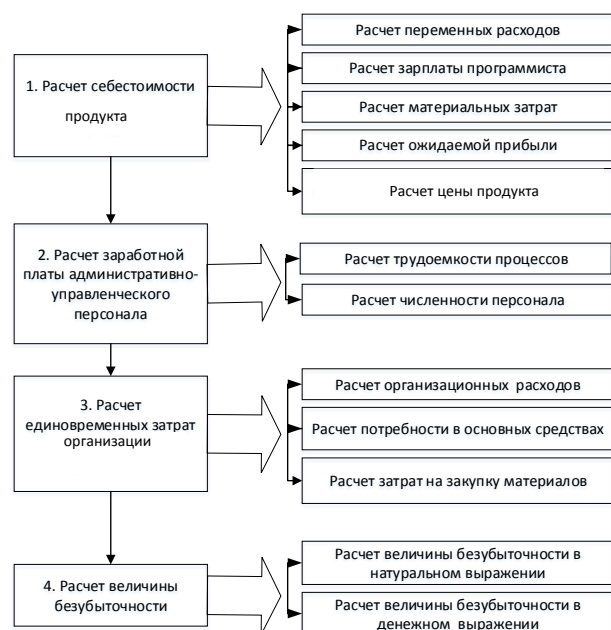 1. Расчет себестоимости
продукта
Расчет переменных расходов
Расчет зарплаты программиста
Расчет материальных затрат
Расчет ожидаемой прибыли
Расчет цены продукта
2. Расчет заработной
платы административно-
управленческого
персонала
Расчет трудоемкости процессов
Расчет численности персонала
3. Расчет
единовременных затрат
организации
Расчет организационных расходов
Расчет потребности в основных средствах
Расчет затрат на закупку материалов
4. Расчет величины
безубыточности
Расчет величины безубыточности в
натуральном выражении
Расчет величины безубыточности в
денежном выражении